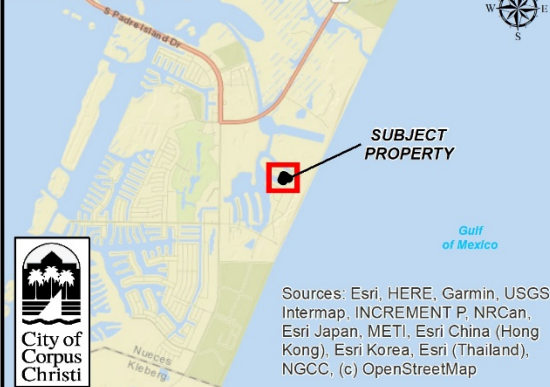 S Padre Island Dr
W
E
S
SUBJECT
PROPERTY
Gulf
of Mexico
City of
Corpus
Christi
Nueces
Kleberg
Sources: Esri, HERE, Garmin, USGS,
Intermap, INCREMENT P, NRCan,
Esri Japan, METI, Esri China (Hong
Kong), Esri Korea, Esri (Thailand),
NGCC, (c) OpenStreetMap